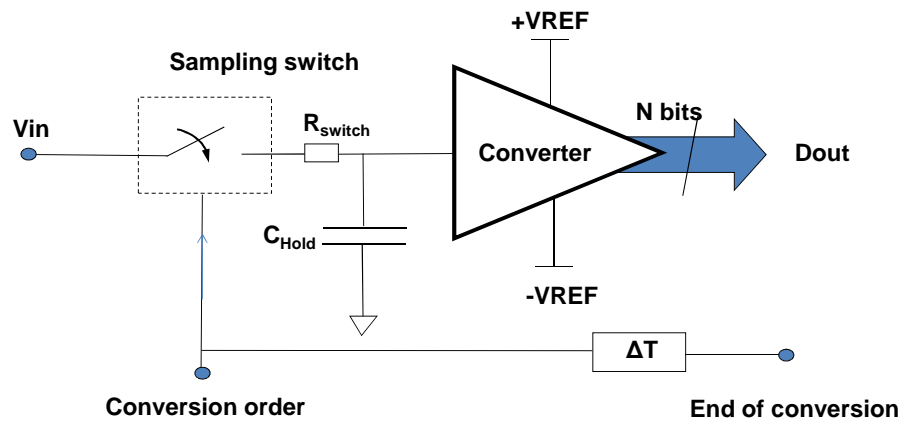 +VREF
Sampling switch
N bits
Vin
Rswitch
Converter
Dout
CHold
-VREF
ΔT
Conversion order
End of conversion